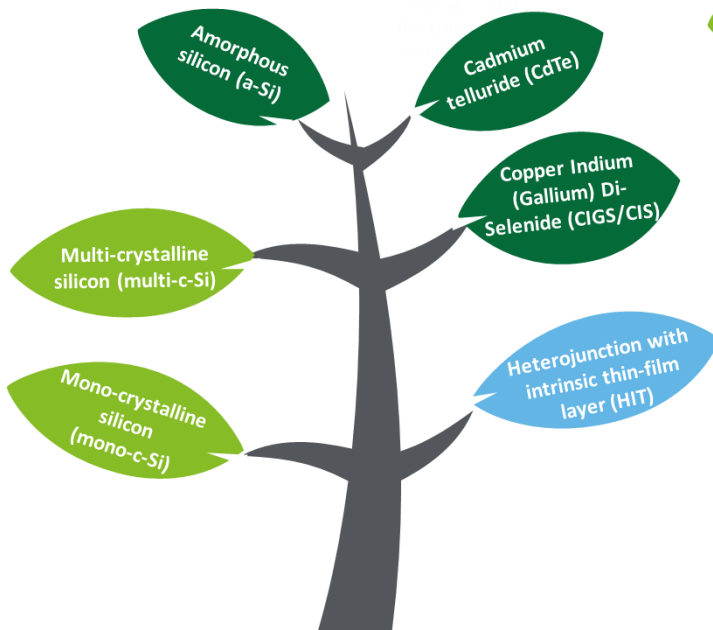 Amorphous
silicon (a-Si)
Cadmium
telluride (CdTe)
Copper Indium
(Gallium) Di-
Selenide (CIGS/CIS)
Multi-crystalline
silicon (multi-c-Si)
Heterojunction with
intrinsic thin-film
layer (HIT)
Mono-crystalline
silicon
(mono-c-Si)